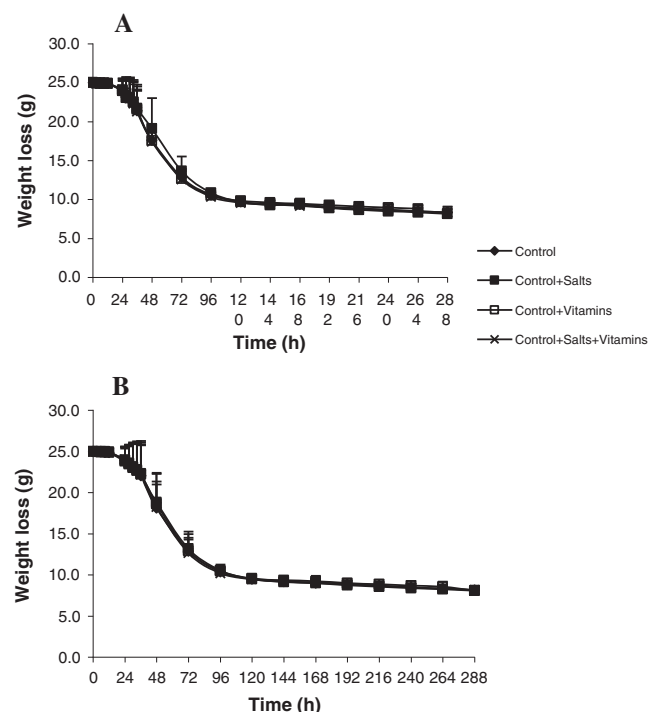 A
30.0
25.0
20.0
15.0
10.0
5.0
0.0
Weight loss (g)
0 24 48 72 96 12 14 16 19 21 24 26 28
0 4 8 2 6 0 4 8
Time (h)
Control
Control+Salts
Control+Vitamins
Control+Salts+Vitamins
B
30.0
25.0
20.0
15.0
10.0
5.0
0.0
Weight loss (g)
0 24 48 72 96 120 144 168 192 216 240 264 288
Time (h)